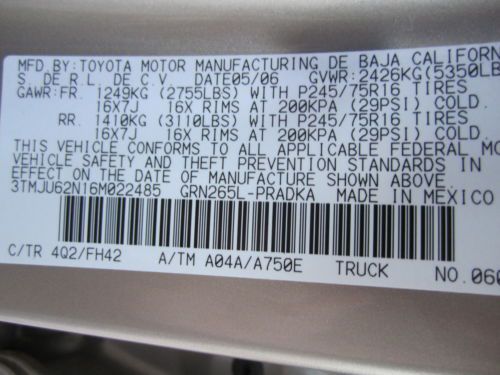 MFD.BY:TOYOTA MOTOR MANUFACTURING DE BAJA CALIFORN
S. DE R.L. DE C.V. DATE05/06 GVWR:2426KG(5350LB
GAWR:FR. 1249KG (2755LBS) WITH P245/75R16 TIRES
16X7J 16X RIMS AT 200KPA (29PSI) COLD.
RR. 1410KG (3110LBS) WITH P245/75R16 TIRES
16X7J 16X RIMS AT 200KPA (29PSI) COLD.
THIS VEHICLE CONFORMS TO ALL APPLICABLE FEDERAL MO
VEHICLE SAFETY AND THEFT PREVENTION STANDARDS IN
EFFECT ON THE DATE OF MANUFACTURE SHOWN ABOVE.
3TMJU62N16M022485 GRN265L-PRADKA MADE IN MEXICO
C/TR 4Q2/FH42 A/TM A04A/A750E TRUCK NO.060